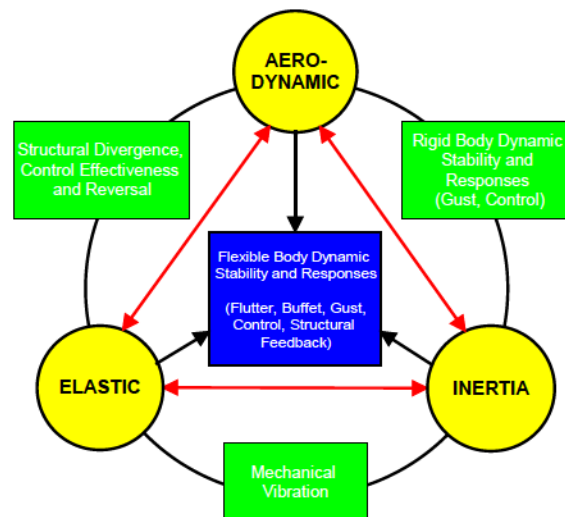 AERO-
DYNAMIC
Structural Divergence,
Control Effectiveness
and Reversal
Rigid Body Dynamic
Stability and
Responses
(Gust, Control)
Flexible Body Dynamic
Stability and Responses
(Flutter, Buffet, Gust,
Control, Structural
Feedback)
ELASTIC
INERTIA
Mechanical
Vibration